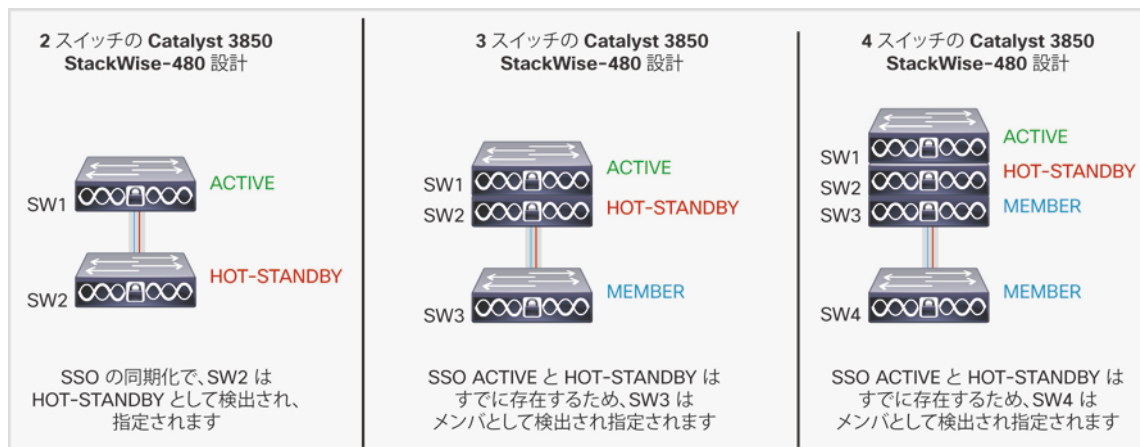 2 スイッチの Catalyst 3850
StackWise-480 設計
SW1
ACTIVE
SW2
HOT-STANDBY
SSO の同期化で、SW2 は
HOT-STANDBY として検出され、
指定されます
3 スイッチの Catalyst 3850
StackWise-480 設計
SW1
ACTIVE
SW2
HOT-STANDBY
SW3
MEMBER
SSO ACTIVE と HOT-STANDBY は
すでに存在するため、SW3 は
メンバとして検出され指定されます
4 スイッチの Catalyst 3850
StackWise-480 設計
SW1
ACTIVE
SW2
HOT-STANDBY
SW3
MEMBER
SW4
MEMBER
SSO ACTIVE と HOT-STANDBY は
すでに存在するため、SW4 は
メンバとして検出され指定されます